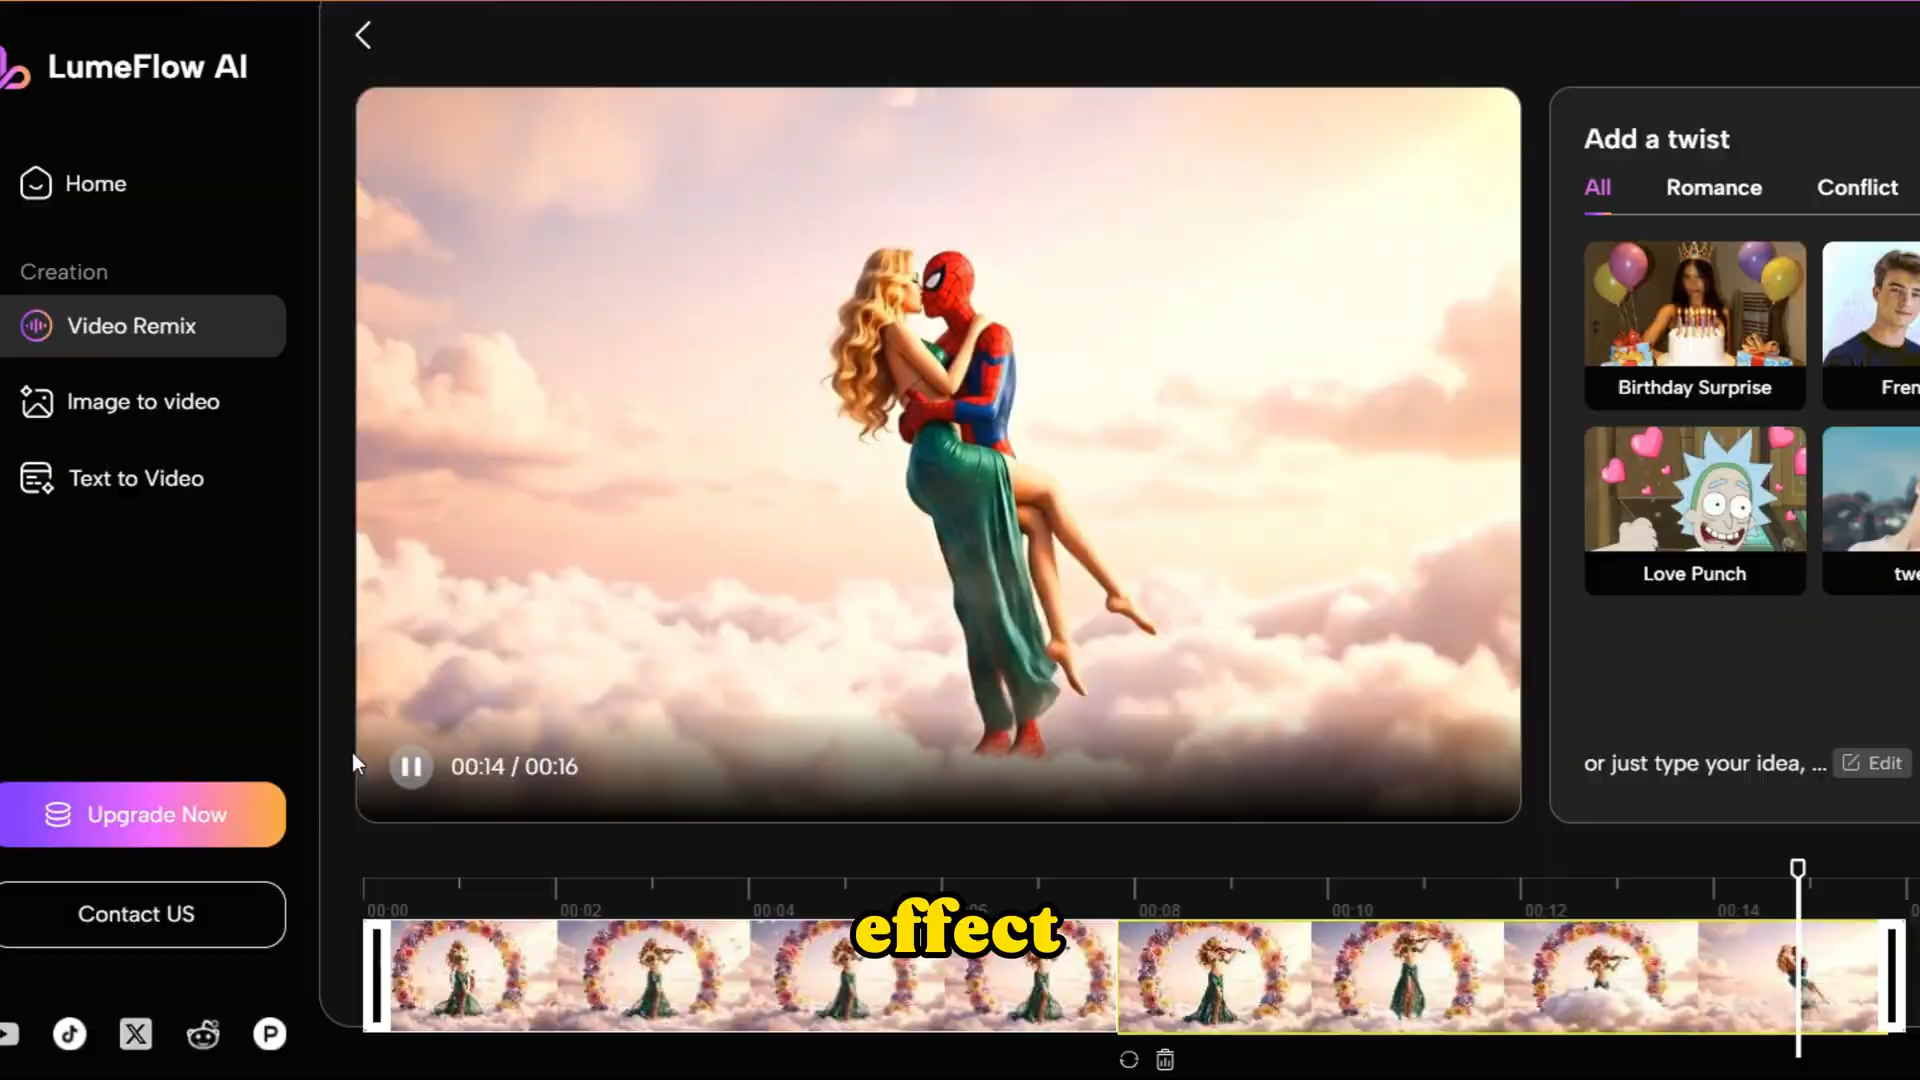 LumeFlow AI
Home
Creation
Video Remix
Image to video
Text to Video
Upgrade Now
Contact US
00:14 / 00:16
Add a twist
All Romance Conflict
Birthday Surprise
Fren
Love Punch
twe
or just type your idea, ... Edit
00:00 00:02 00:04 00:08 00:10 00:12 00:14
effect